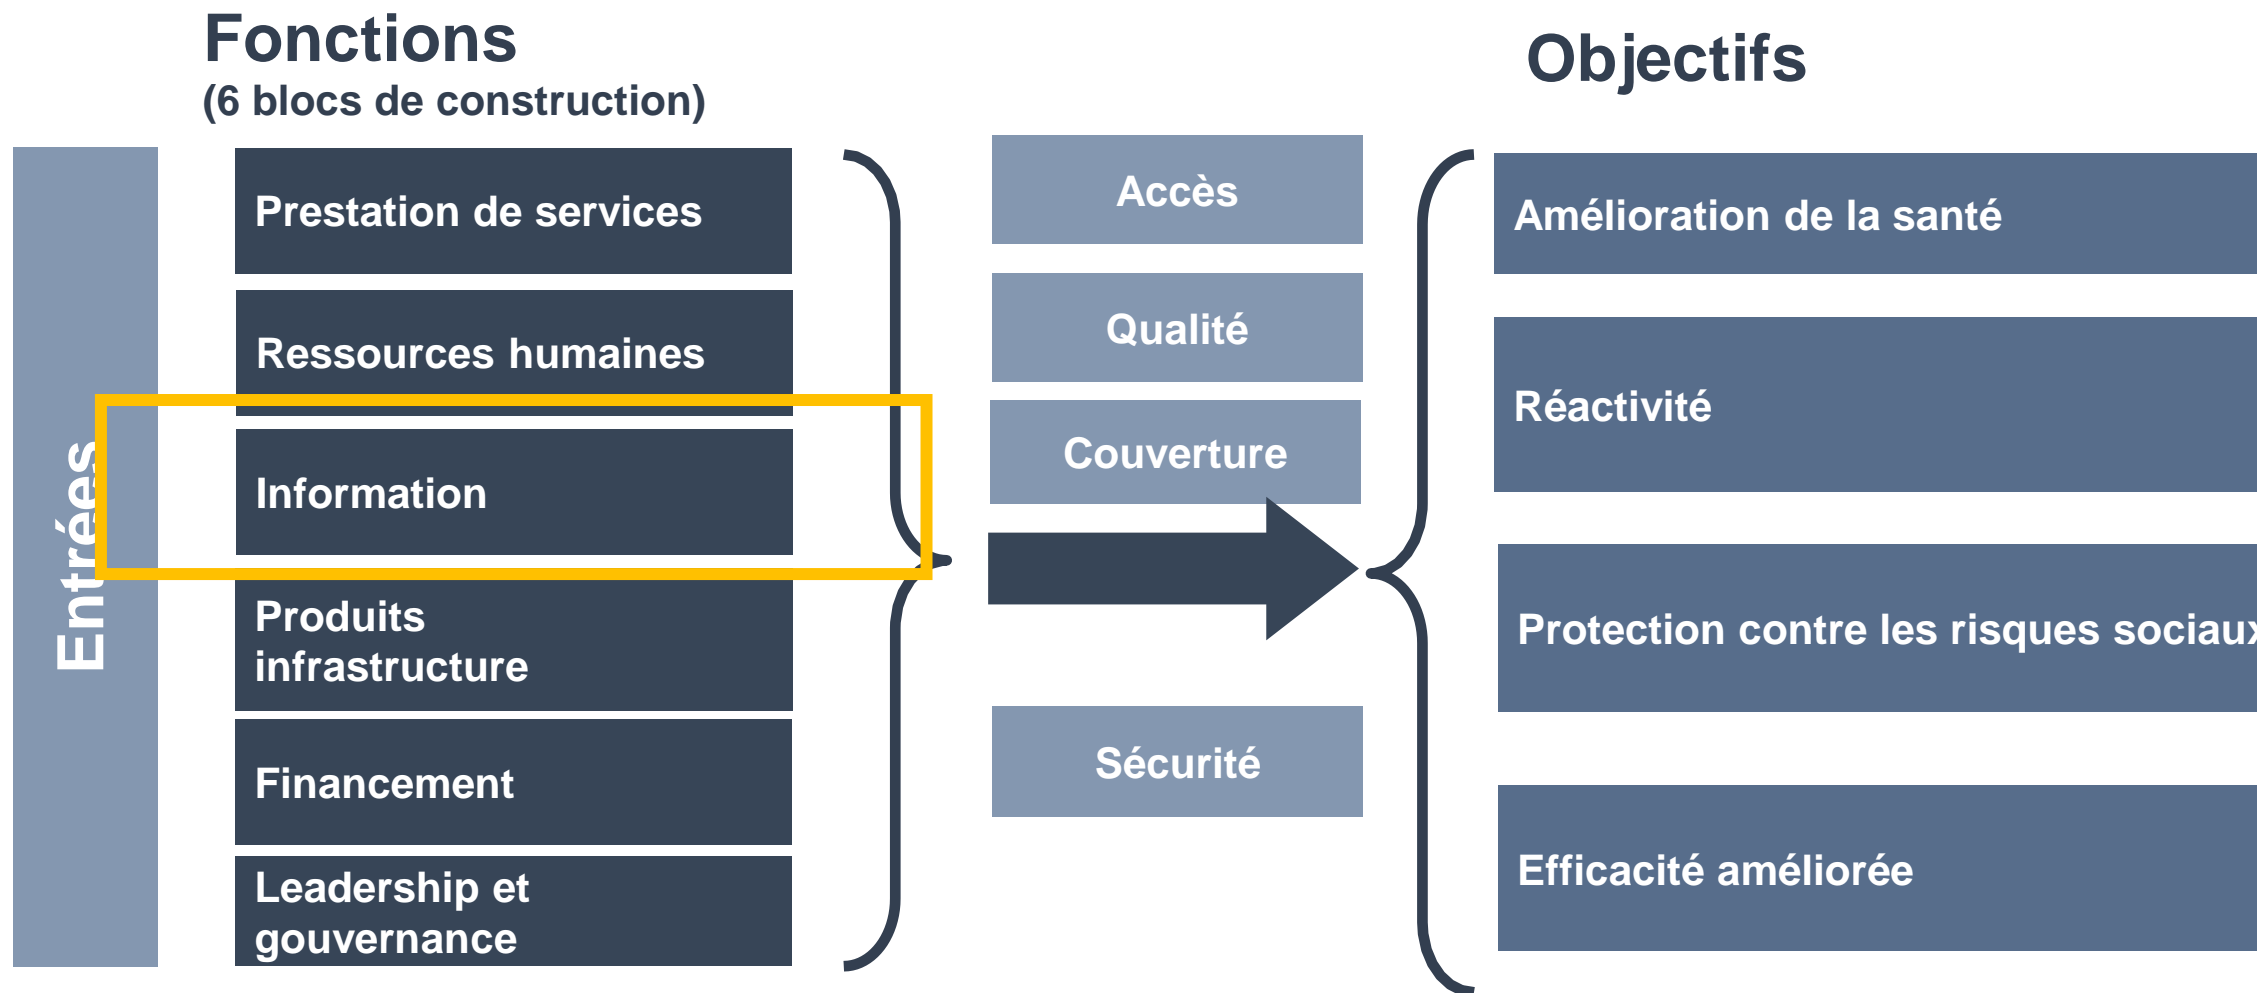 Fonctions
(6 blocs de construction)
Objectifs
Entrées
Prestation de services
Ressources humaines
Information
Produits
infrastructure
Financement
Leadership et
gouvernance
Accès
Qualité
Couverture
Sécurité
Amélioration de la santé
Réactivité
Protection contre les risques sociaux
Efficacité améliorée